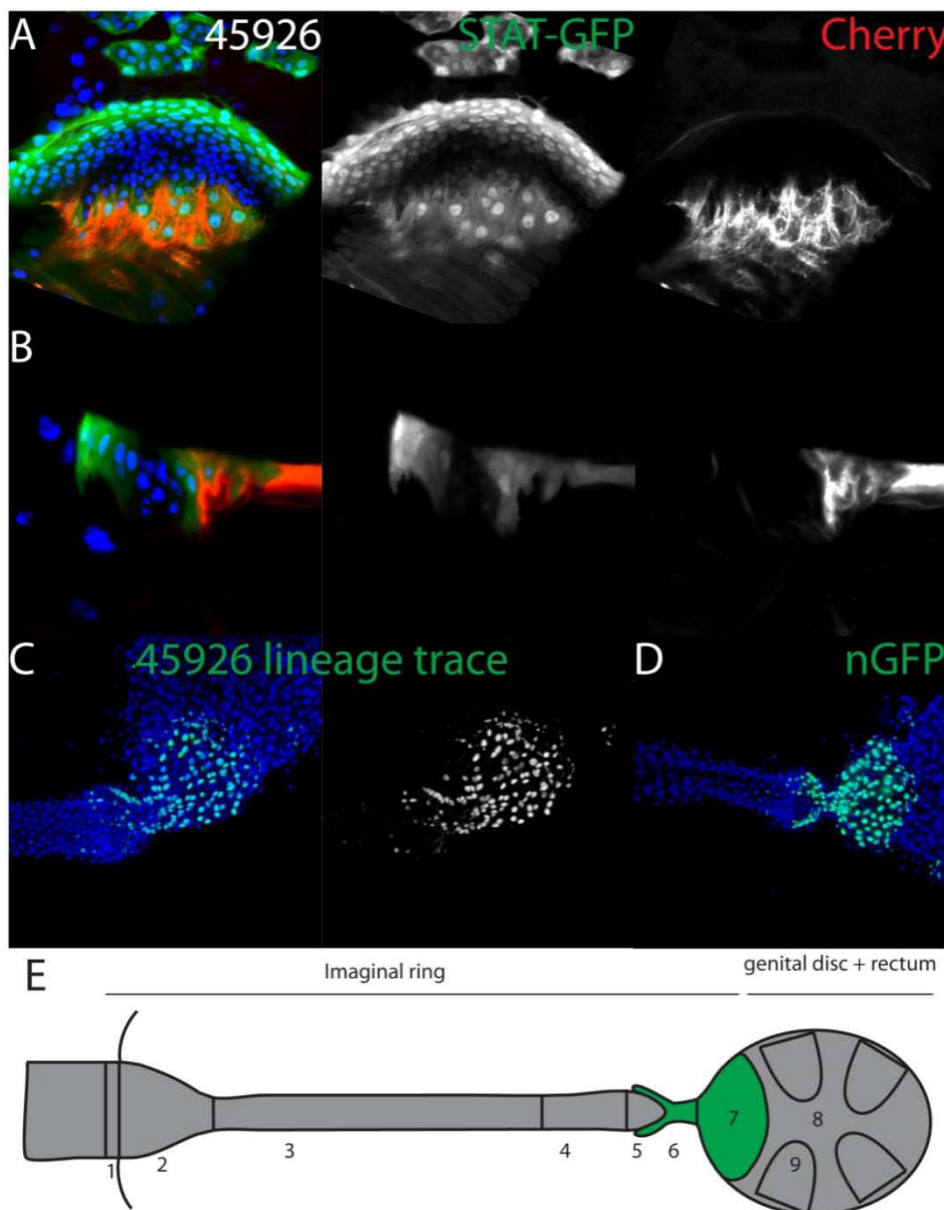 A 45926 STAT-GFP Cherry
B
C 45926 lineage trace D nGFP
E Imaginal ring genital disc + rectum
1 2 3 4 5 6 7 8 9